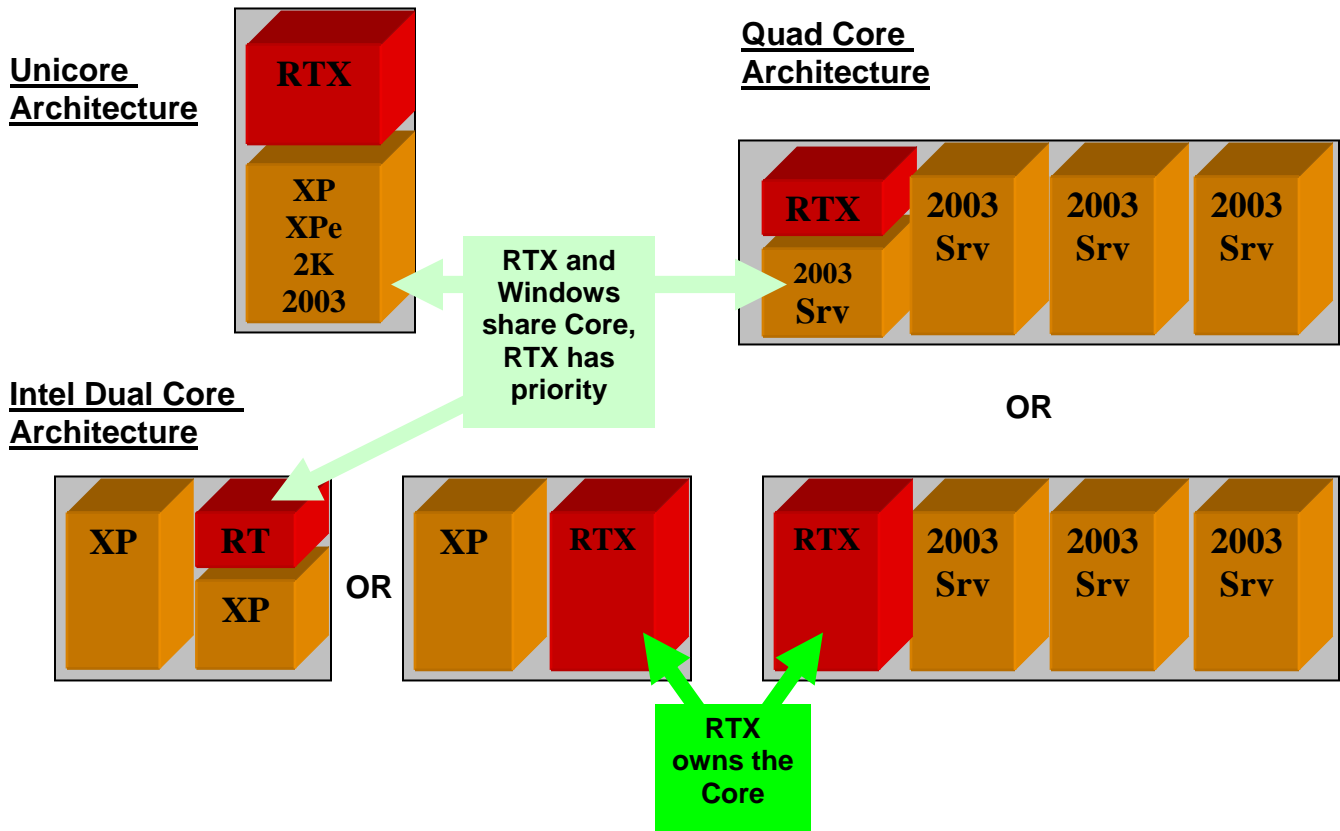 Unicore
Architecture
RTX
XP
XPe
2K
2003
Quad Core
Architecture
RTX
2003
Srv
2003
Srv
2003
Srv
2003
Srv
RTX and
Windows
share Core,
RTX has
priority
OR
Intel Dual Core
Architecture
XP
RT
XP
OR
XP
RTX
RTX
2003
Srv
2003
Srv
2003
Srv
RTX
owns the
Core